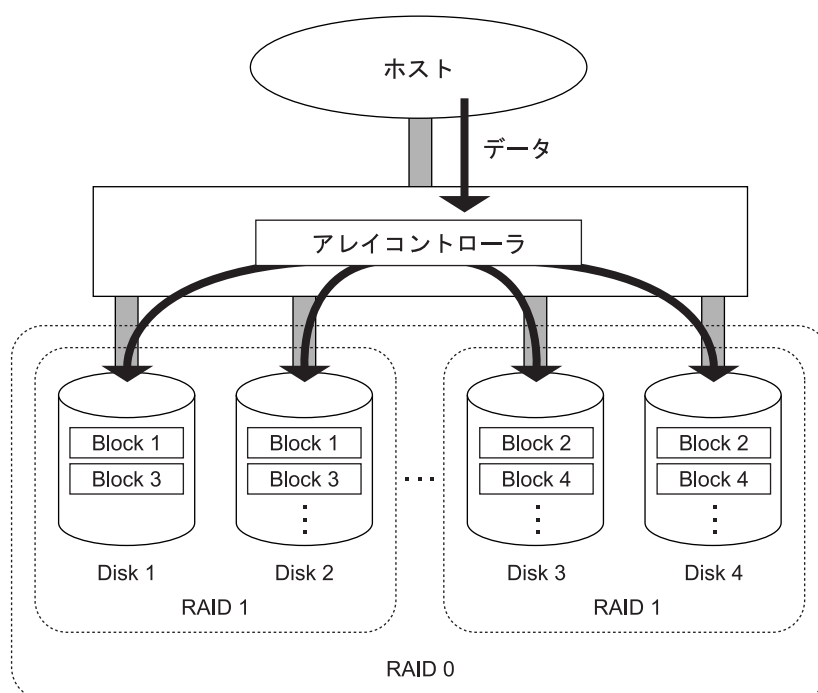 ホスト
データ
アレイコントローラ
Block 1
Block 3
Block 1
Block 3
Block 2
Block 4
Block 2
Block 4
Disk 1
Disk 2
Disk 3
Disk 4
RAID 1
RAID 1
RAID 0